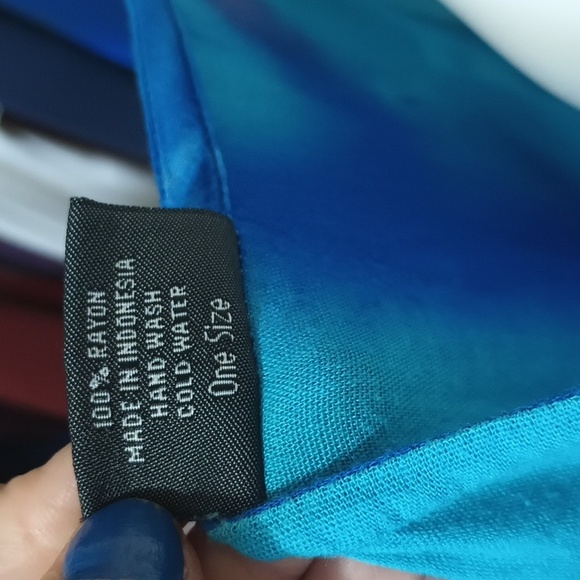 100% RAYON
MADE IN INDONESIA
HAND WASH
COLD WATER
One Size